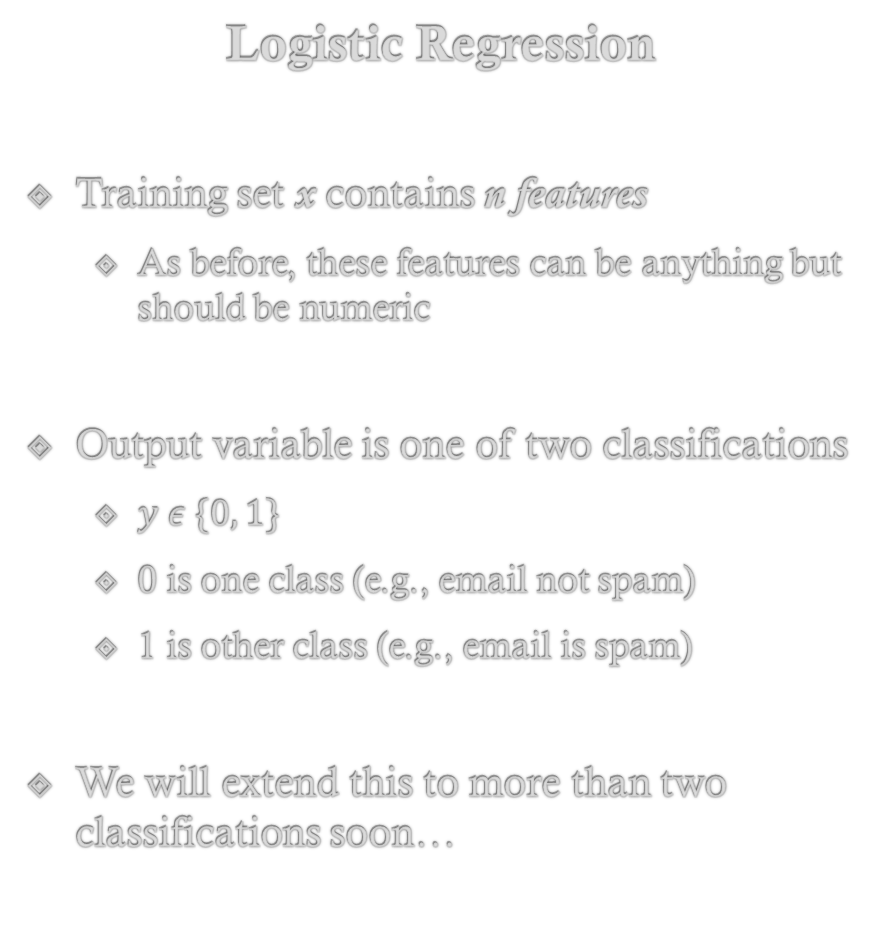 Logistic Regression
Training set x contains n features
As before, these features can be anything but
should be numeric
Output variable is one of two classifications
y ϵ {0, 1}
0 is one class (e.g., email not spam)
1 is other class (e.g., email is spam)
We will extend this to more than two
classifications soon…